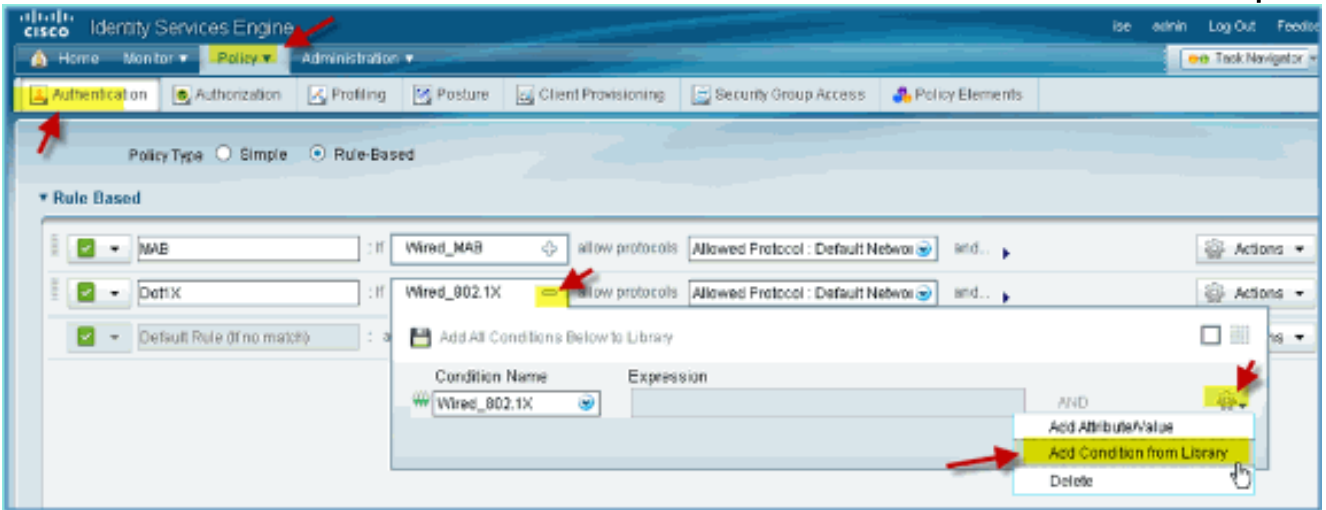 cisco Identity Services Engine ise admin Log Out Feedba
Home Monitor ▼ Policy ▼ Administration ▼ Task Navigator
Authentication Authorization Profiling Posture Client Provisioning Security Group Access Policy Elements
Policy Type Simple Rule-Based
Rule Based
MAB : If Wired_MAB allow protocols Allowed Protocol : Default Networ and.. Actions
Dot1X : If Wired_802.1X allow protocols Allowed Protocol : Default Networ and.. Actions
Default Rule (If no match) : a ns
Add All Conditions Below to Library
Condition Name Expression
Wired_802.1X AND
Add Attribute/Value
Add Condition from Library
Delete